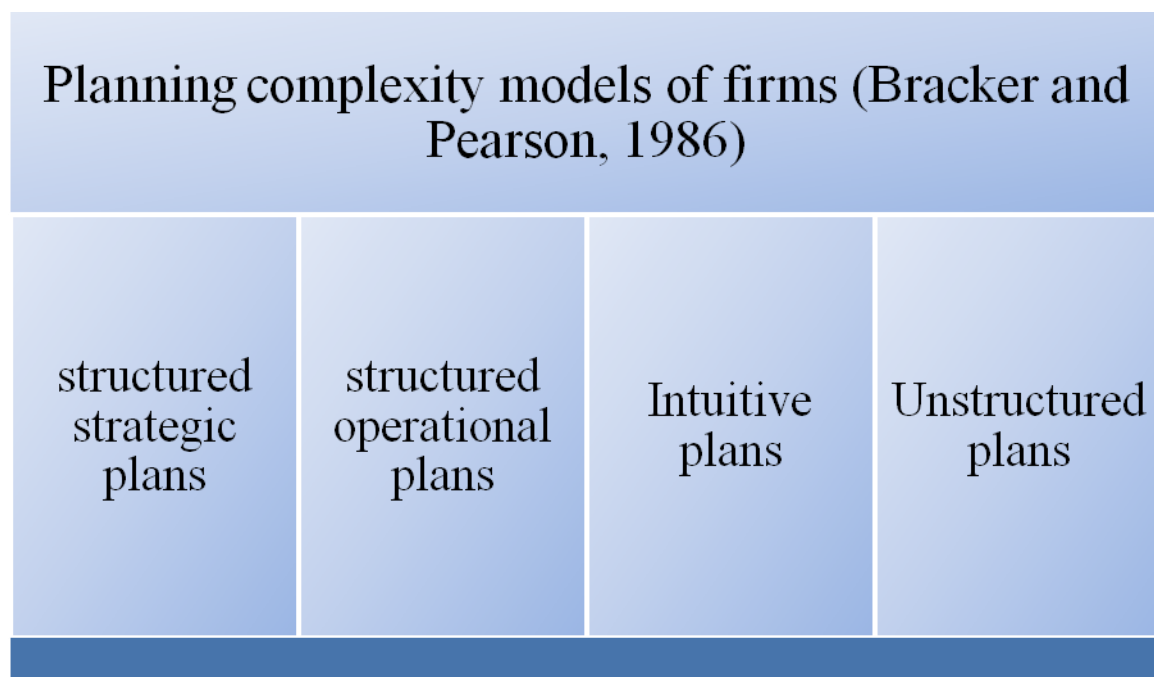 Planning complexity models of firms (Bracker and
Pearson, 1986)
structured
strategic
plans
structured
operational
plans
Intuitive
plans
Unstructured
plans